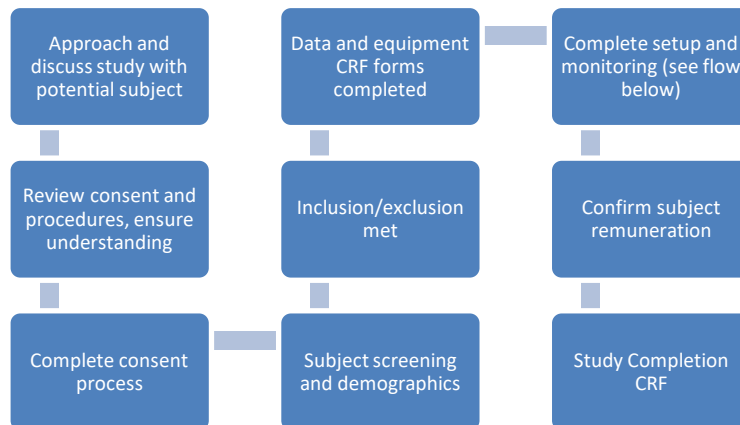 Approach and
discuss study with
potential subject
Review consent and
procedures, ensure
understanding
Complete consent
process
Subject screening
and demographics
Inclusion/exclusion
met
Data and equipment
CRF forms
completed
Complete setup and
monitoring (see flow
below)
Confirm subject
remuneration
Study Completion
CRF